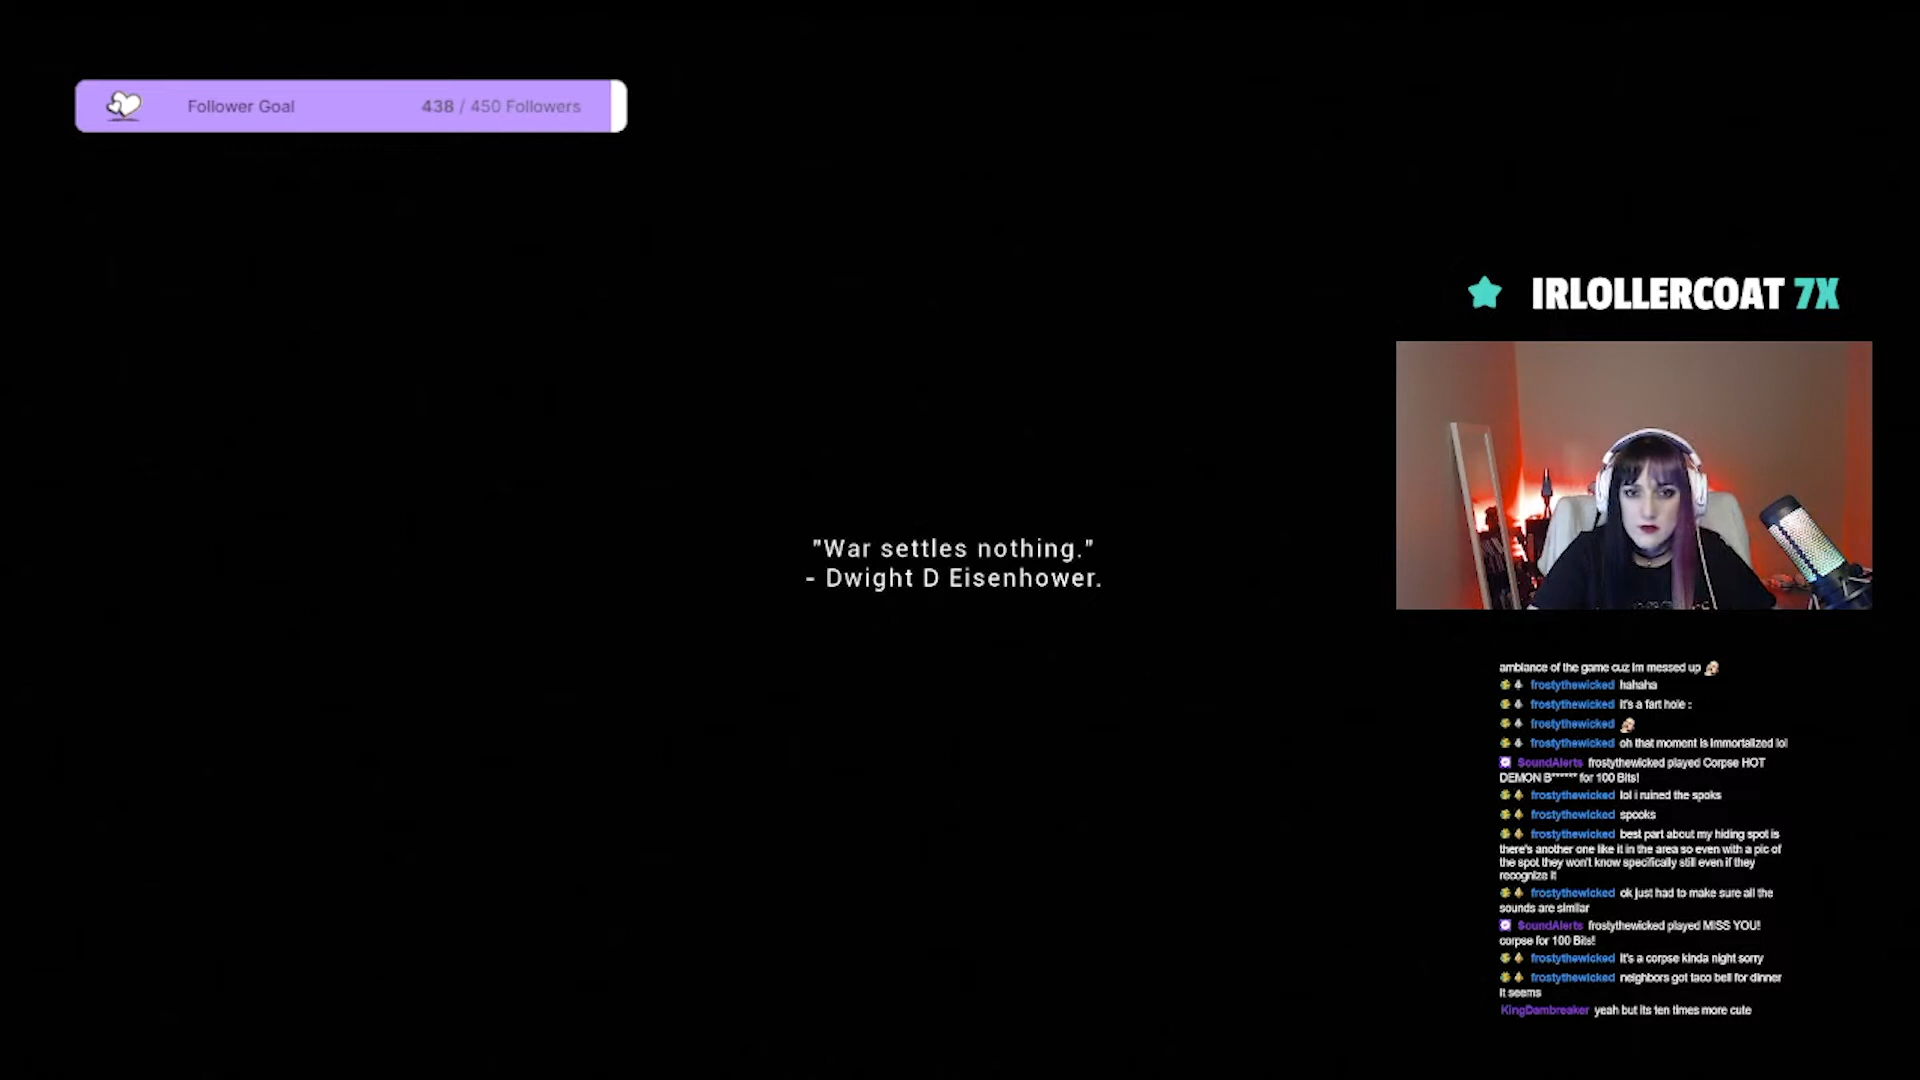 Follower Goal 438 / 450 Followers
IRLOLLERCOAT 7X
"War settles nothing."
- Dwight D Eisenhower.
ambiance of the game cuz im messed up
frostythewicked hahaha
frostythewicked it's a fart hole :
frostythewicked
frostythewicked oh that moment is immortalized lol
SoundAlerts frostythewicked played Corpse HOT
DEMON B****** for 100 Bits!
frostythewicked lol i ruined the spoks
frostythewicked spooks
frostythewicked best part about my hiding spot is
there's another one like it in the area so even with a pic of
the spot they won't know specifically still even if they
recognize it
frostythewicked ok just had to make sure all the
sounds are similar
SoundAlerts frostythewicked played MISS YOU!
corpse for 100 Bits!
frostythewicked it's a corpse kinda night sorry
frostythewicked neighbors got taco bell for dinner
it seems
KingDambreaker yeah but its ten times more cute